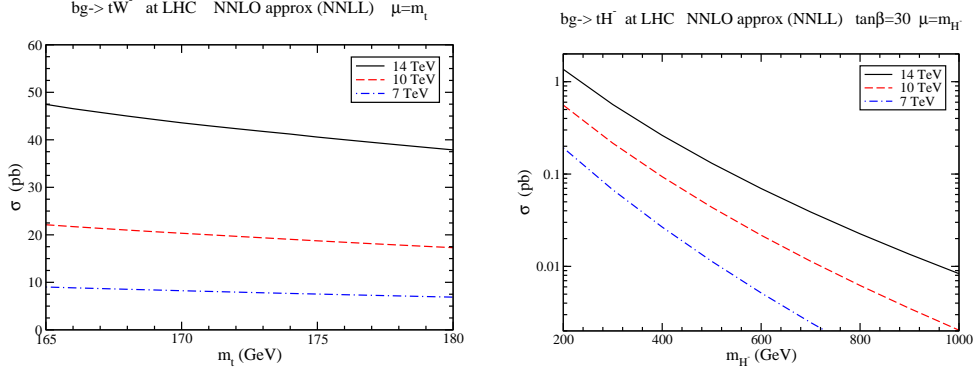 bg-> tW⁻ at LHC NNLO approx (NNLL) μ=mₜ
60
50
40
30
20
10
0
σ (pb)
14 TeV
10 TeV
7 TeV
165 170 175 180
mₜ (GeV)
bg-> tH⁻ at LHC NNLO approx (NNLL) tanβ=30 μ=m_H⁻
1
0.1
0.01
σ (pb)
14 TeV
10 TeV
7 TeV
200 400 600 800 1000
m_H⁻ (GeV)